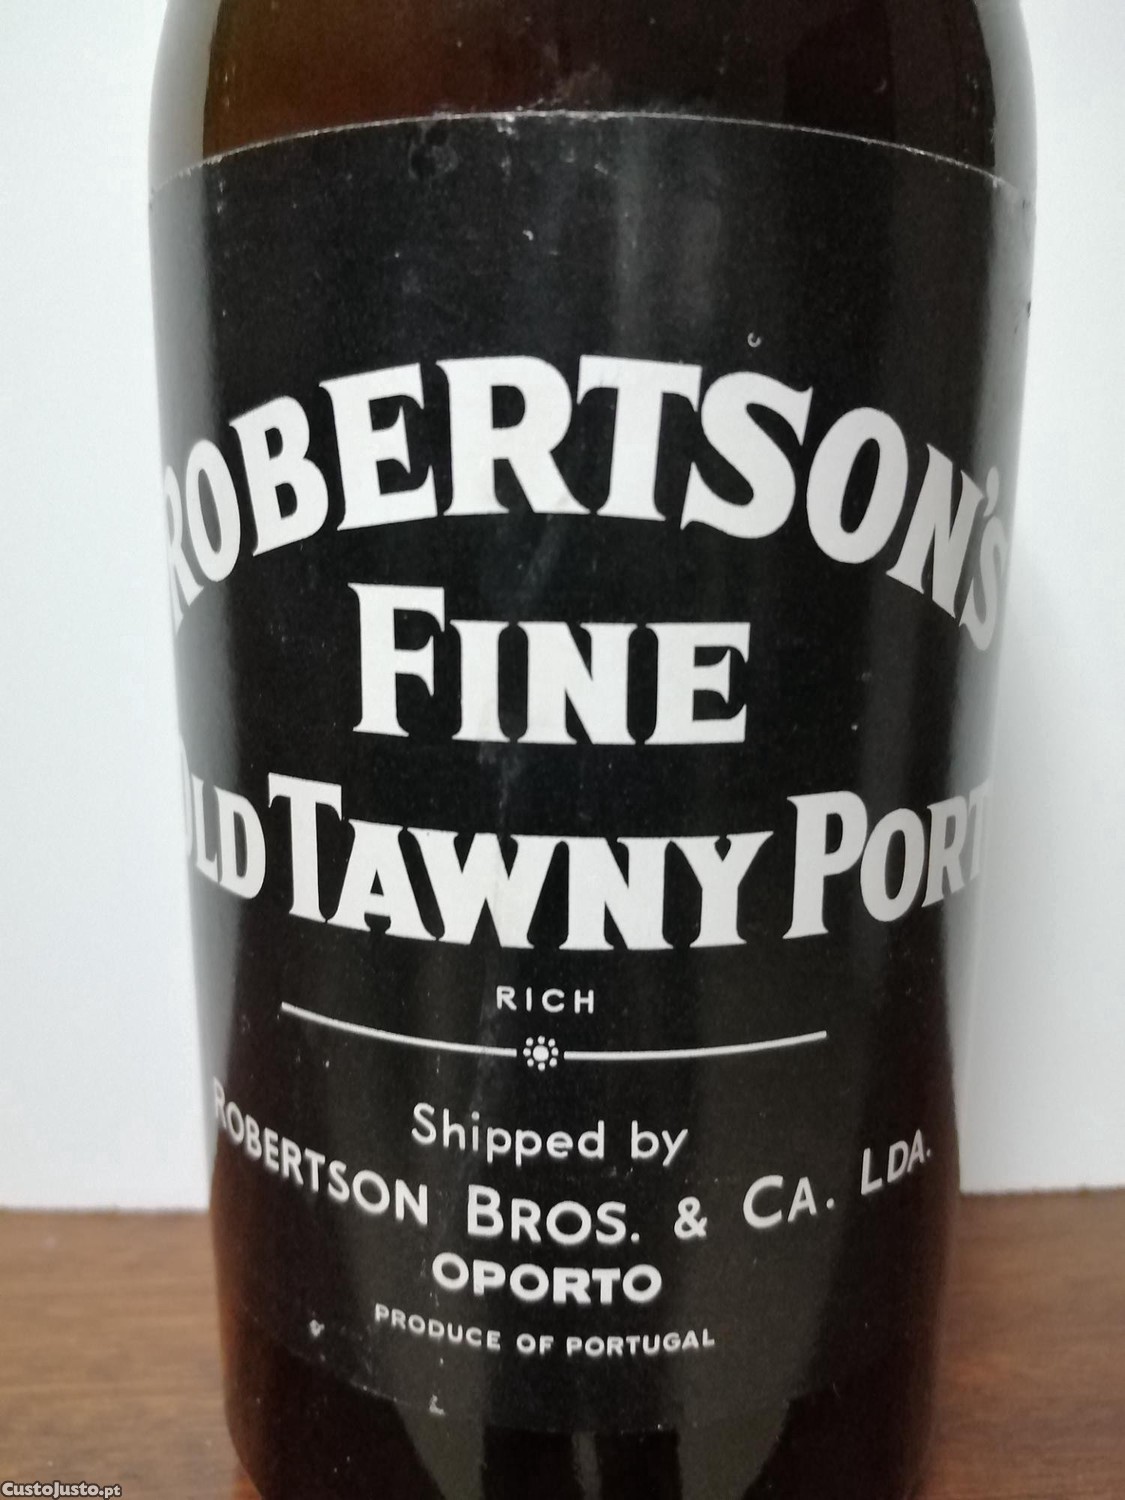 ROBERTSON'S
FINE
OLD TAWNY PORT
RICH
Shipped by
ROBERTSON BROS. & CA. LDA.
OPORTO
PRODUCE OF PORTUGAL
CustoJusto.pt